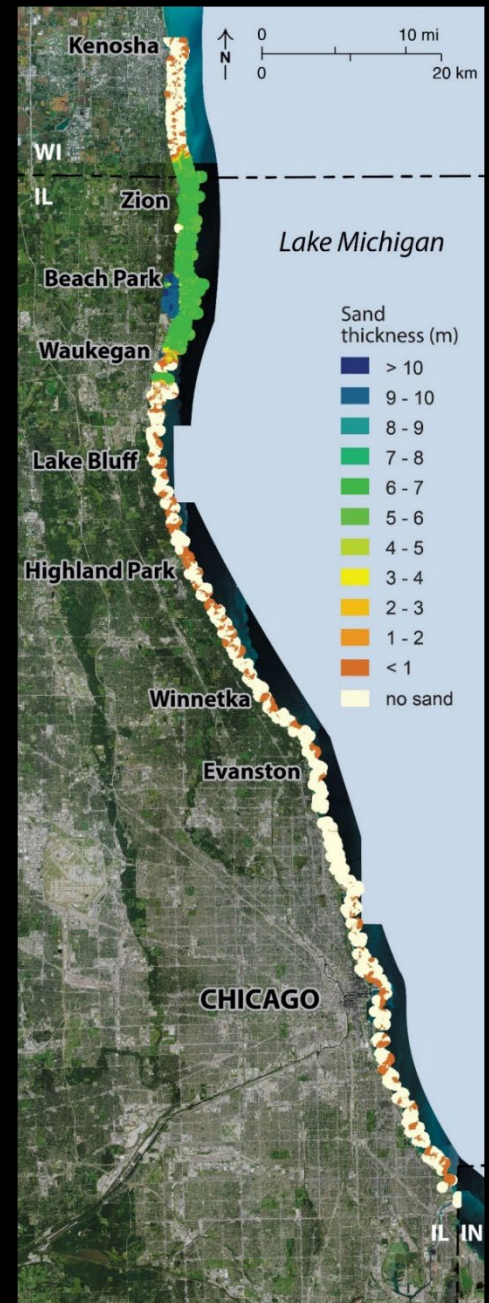 Kenosha
N
0 10 mi
0 20 km
WI
IL
Zion
Lake Michigan
Beach Park
Waukegan
Sand
thickness (m)
> 10
9 - 10
8 - 9
7 - 8
6 - 7
5 - 6
4 - 5
3 - 4
2 - 3
1 - 2
< 1
no sand
Lake Bluff
Highland Park
Winnetka
Evanston
CHICAGO
IL IN